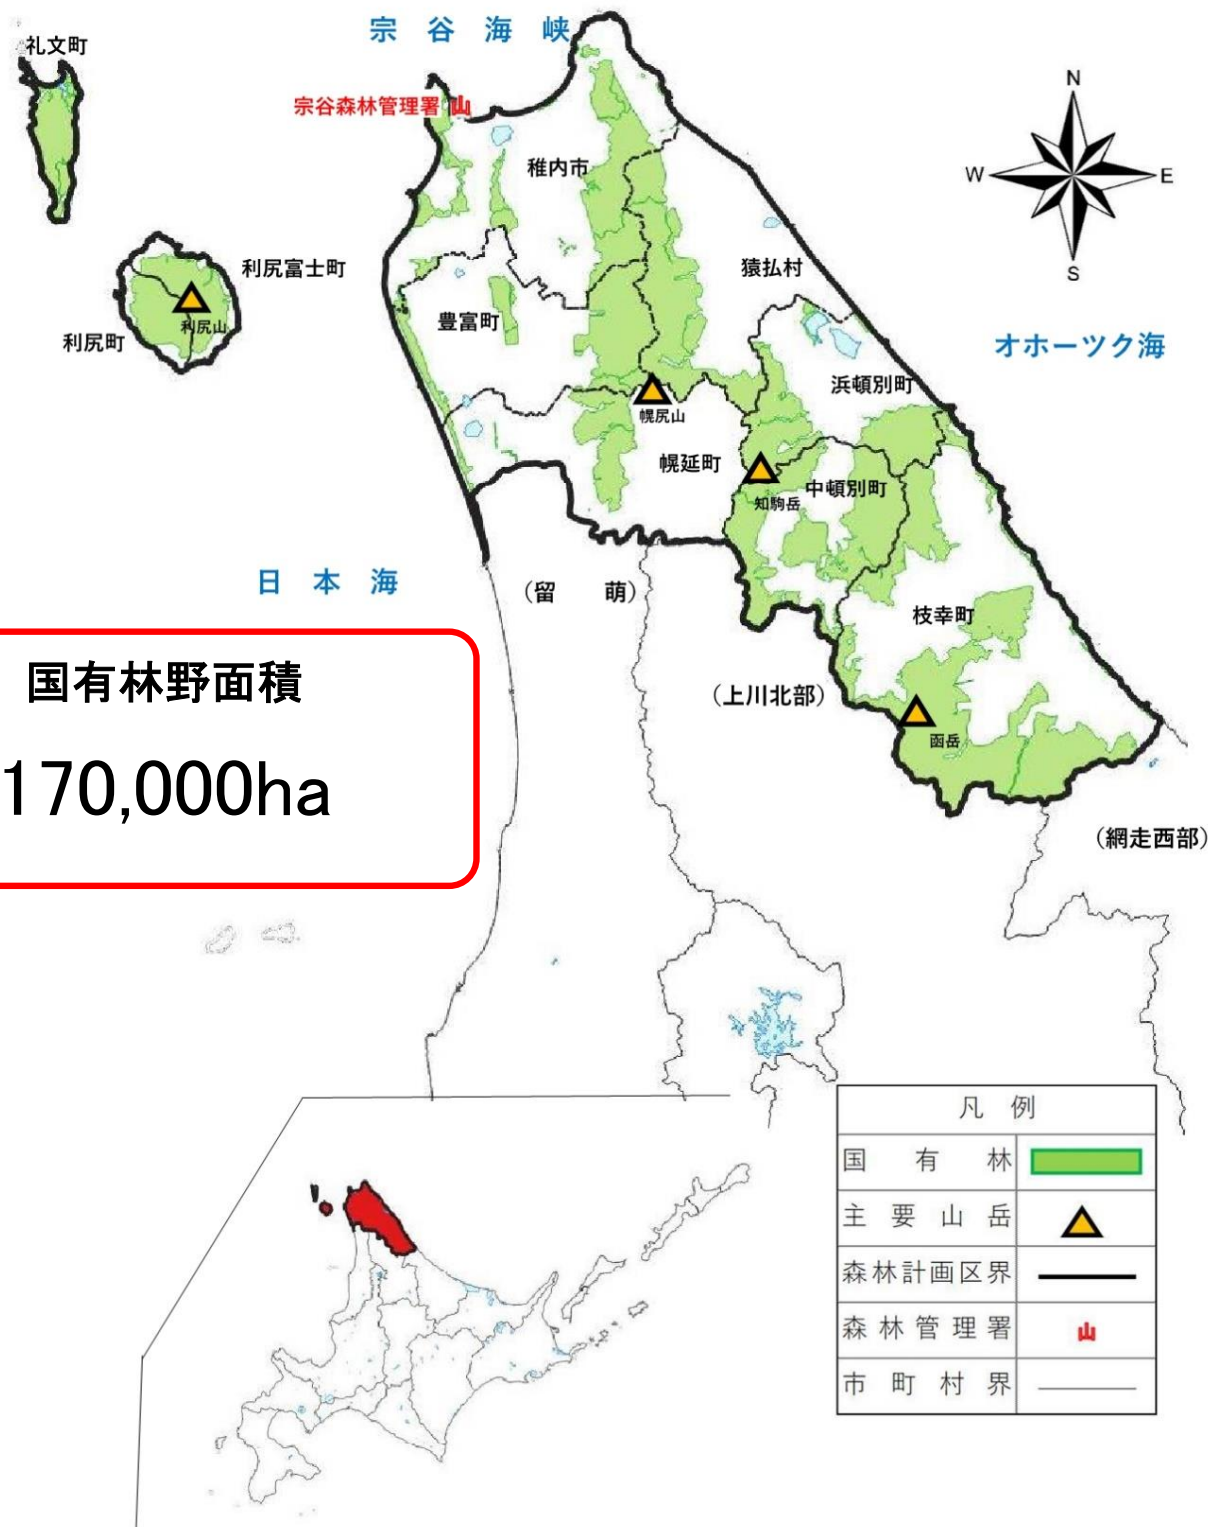 礼文町
宗谷海峡
宗谷森林管理署
稚内市
N
W
E
S
利尻富士町
利尻山
利尻町
豊富町
猿払村
オホーツク海
浜頓別町
幌尻山
幌延町
中頓別町
知駒岳
日本海
(留萌)
枝幸町
国有林野面積
170,000ha
(上川北部)
函岳
(網走西部)
凡例
国有林
主要山岳
森林計画区界
森林管理署
市町村界